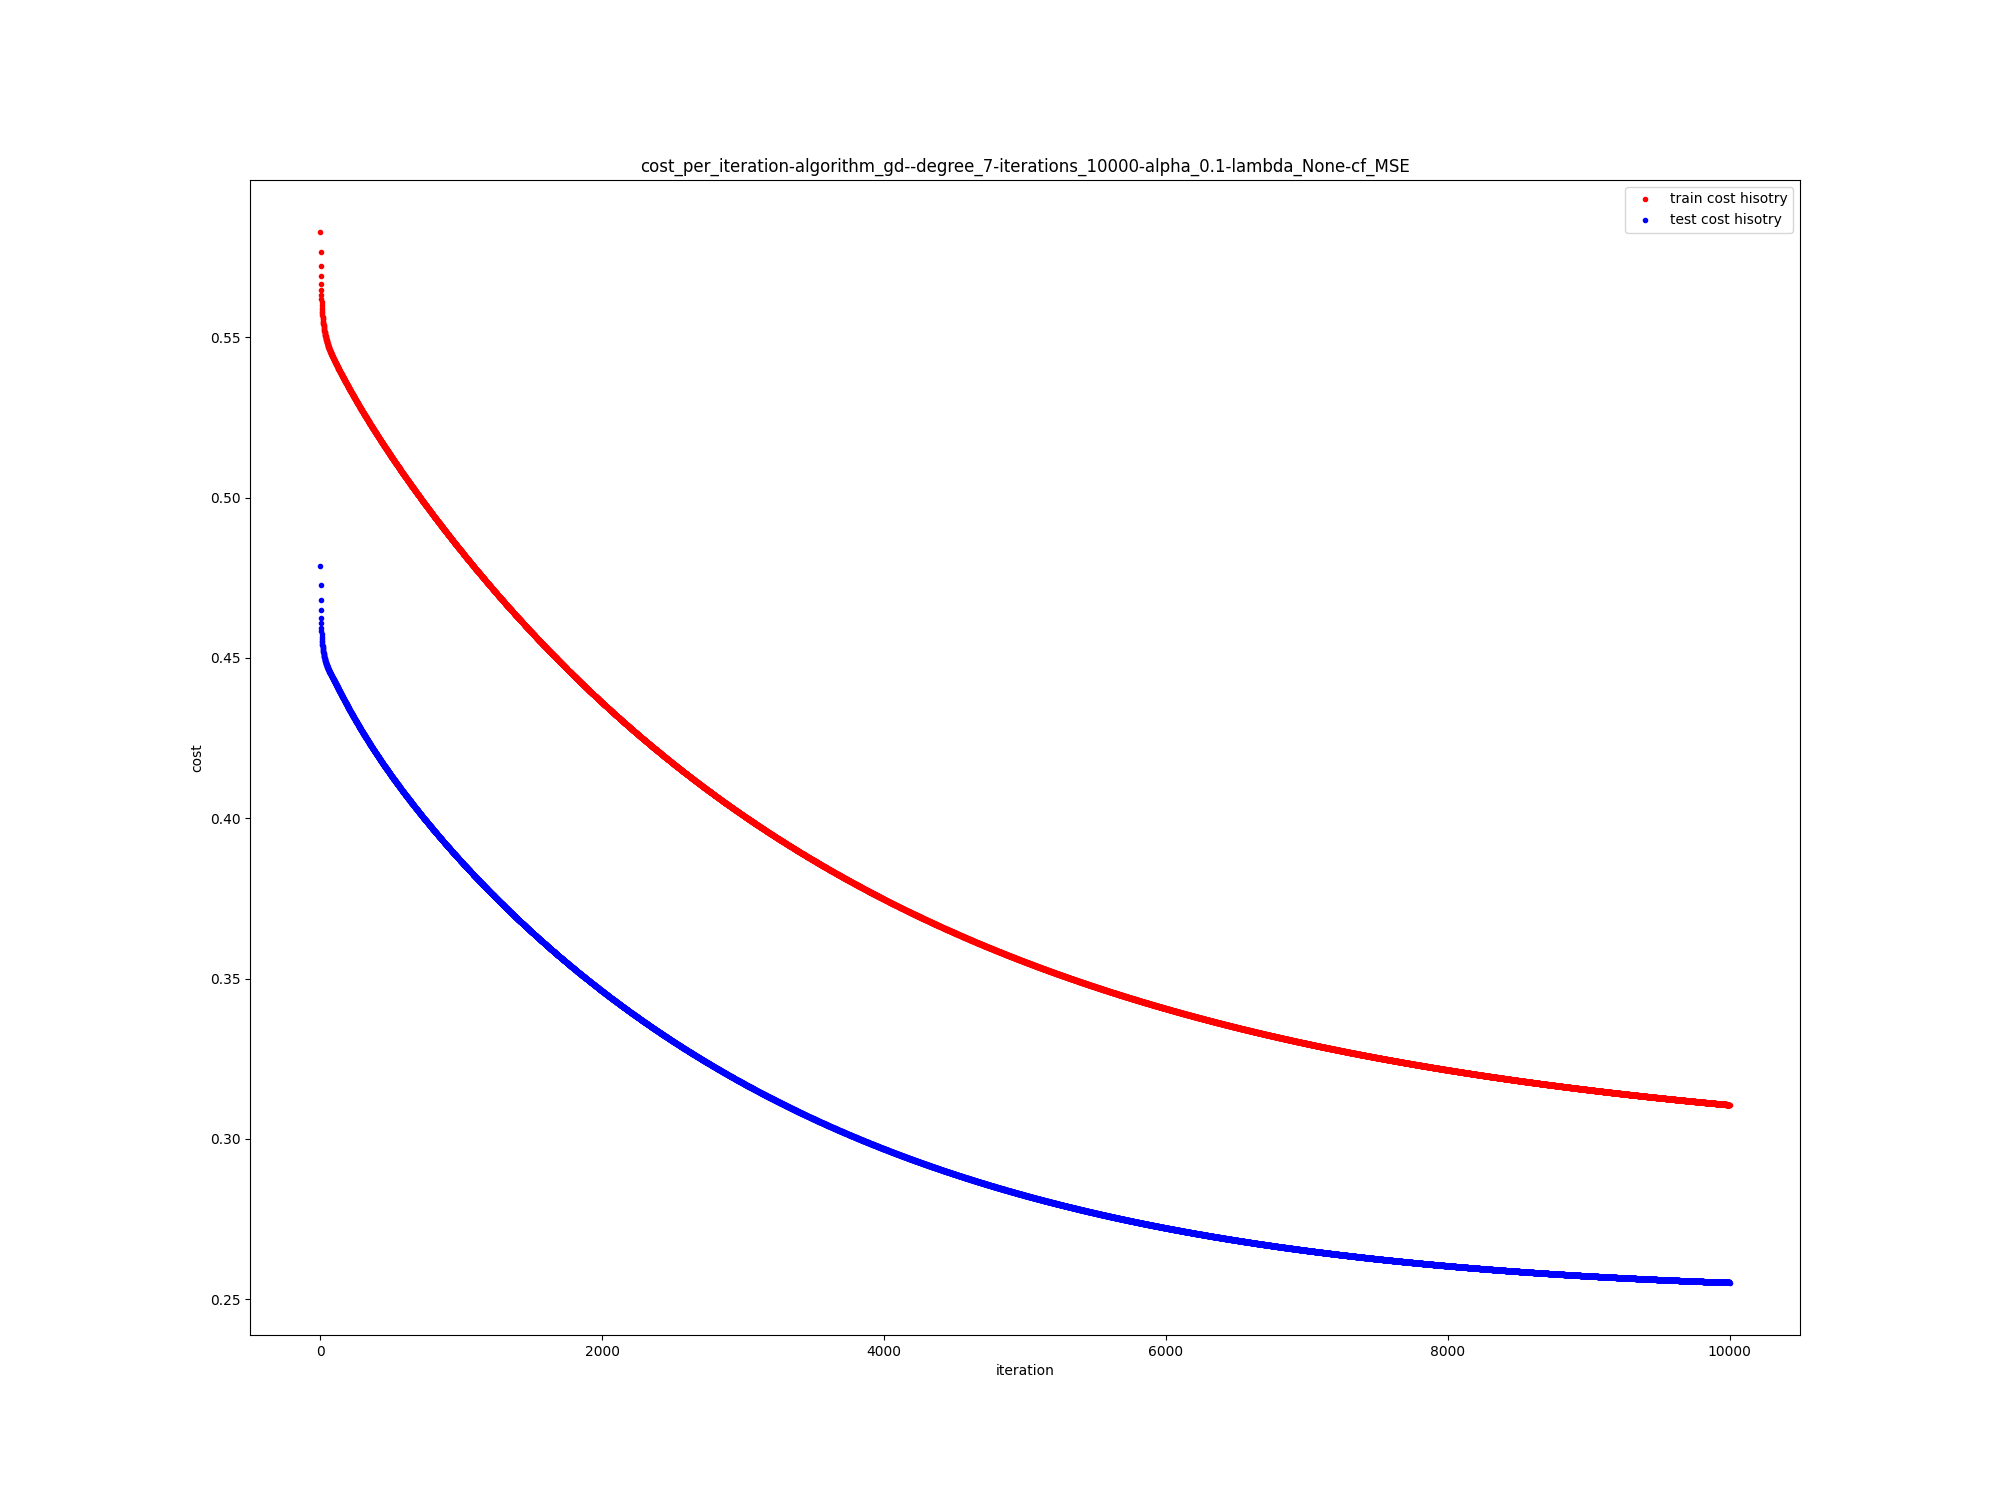 cost_per_iteration-algorithm_gd--degree_7-iterations_10000-alpha_0.1-lambda_None-cf_MSE
train cost hisotry
test cost hisotry
0.55
0.50
0.45
0.40
0.35
0.30
0.25
cost
0
2000
4000
6000
8000
10000
iteration